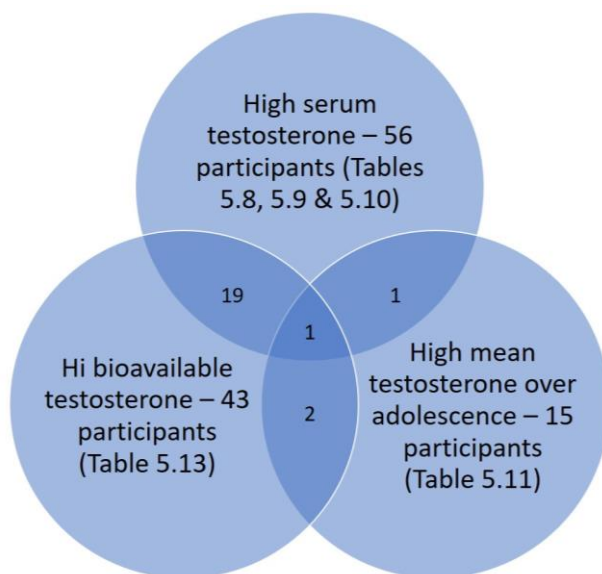 High serum
testosterone – 56
participants (Tables
5.8, 5.9 & 5.10)
19
1
1
Hi bioavailable
testosterone – 43
participants
(Table 5.13)
2
High mean
testosterone over
adolescence – 15
participants
(Table 5.11)